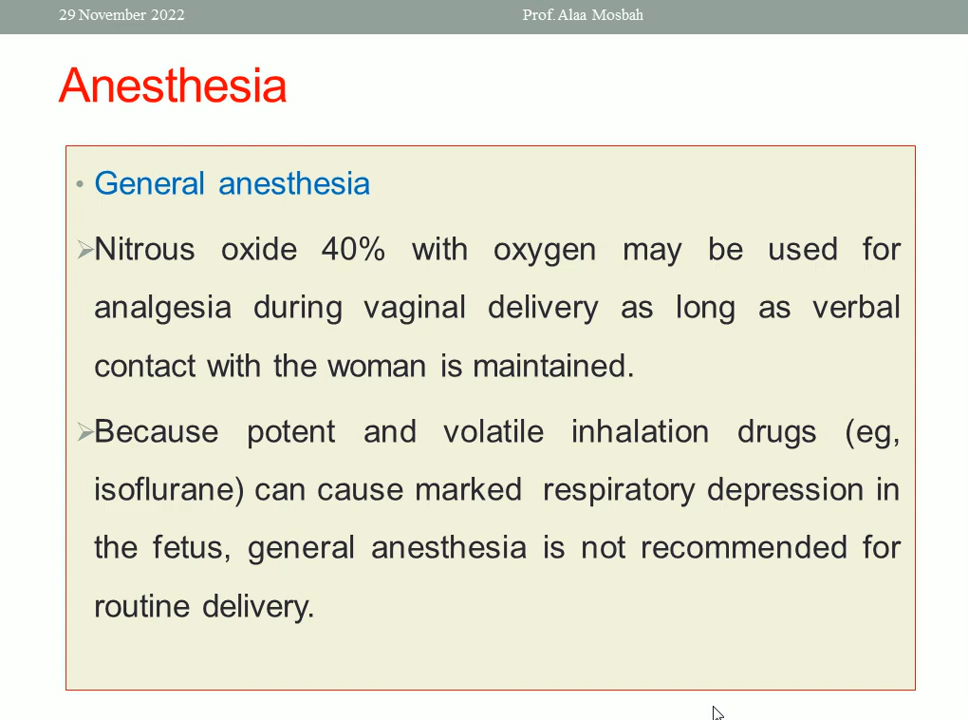 29 November 2022 Prof. Alaa Mosbah
Anesthesia
• General anesthesia
➢Nitrous oxide 40% with oxygen may be used for
analgesia during vaginal delivery as long as verbal
contact with the woman is maintained.
➢Because potent and volatile inhalation drugs (eg,
isoflurane) can cause marked respiratory depression in
the fetus, general anesthesia is not recommended for
routine delivery.